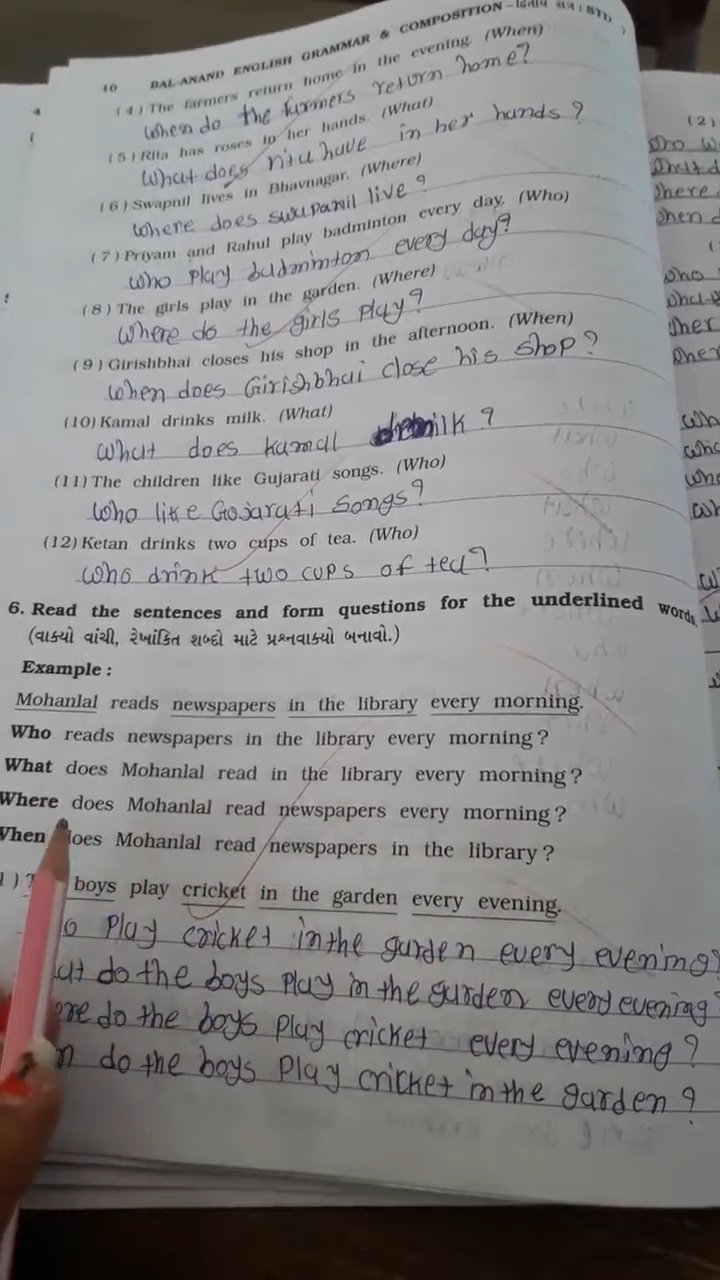 10 BAL-ANAND ENGLISH GRAMMAR & COMPOSITION – દ્વિતીય સત્ર : STD.
(4) The farmers return home in the evening. (When)
When do the farmers return home?
(5) Rita has roses in her hands. (What)
What does rita have in her hands?
(6) Swapnil lives in Bhavnagar. (Where)
Where does swapanil live?
(7) Priyam and Rahul play badminton every day. (Who)
Who play badminton every day?
(8) The girls play in the garden. (Where)
Where do the girls play?
(9) Girishbhai closes his shop in the afternoon. (When)
When does Girishbhai close his shop?
(10) Kamal drinks milk. (What)
What does kamal milk?
(11) The children like Gujarati songs. (Who)
Who like Gujarati songs?
(12) Ketan drinks two cups of tea. (Who)
Who drink two cups of tea?
6. Read the sentences and form questions for the underlined words.
(વાક્યો વાંચી, રેખાંકિત શબ્દો માટે પ્રશ્નવાક્યો બનાવો.)
Example :
Mohanlal reads newspapers in the library every morning.
Who reads newspapers in the library every morning?
What does Mohanlal read in the library every morning?
Where does Mohanlal read newspapers every morning?
When does Mohanlal read newspapers in the library?
boys play cricket in the garden every evening.
play cricket in the garden every evening?
do the boys play in the garden every evening
do the boys play cricket every evening?
do the boys play cricket in the garden?
(2)